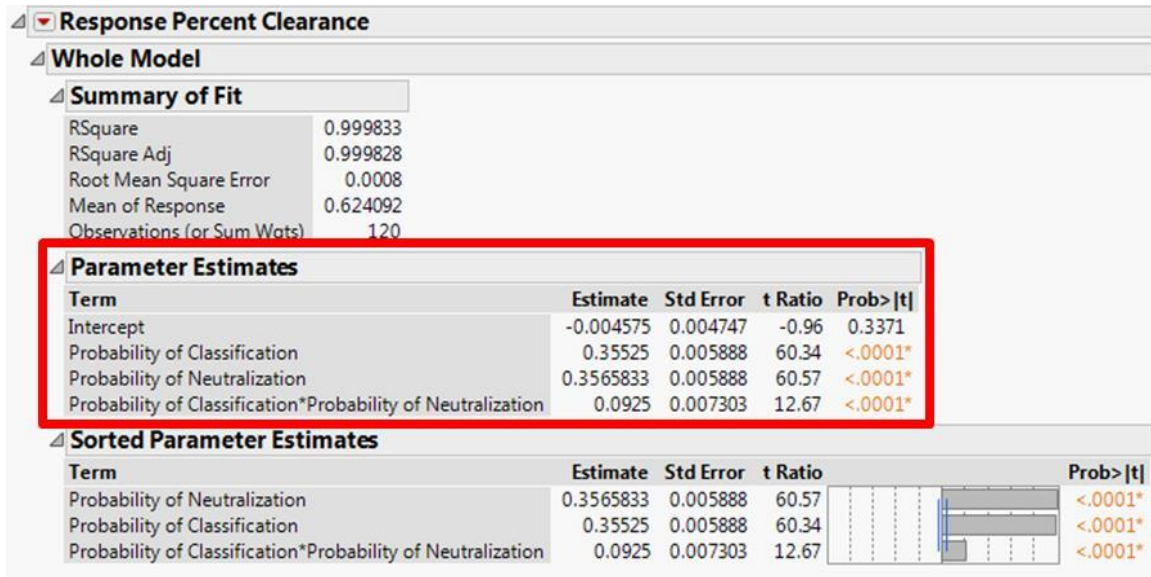 Response Percent Clearance
Whole Model
Summary of Fit
RSquare 0.999833
RSquare Adj 0.999828
Root Mean Square Error 0.0008
Mean of Response 0.624092
Observations (or Sum Wgts) 120
Parameter Estimates
Term Estimate Std Error t Ratio Prob>|t|
Intercept -0.004575 0.004747 -0.96 0.3371
Probability of Classification 0.35525 0.005888 60.34 <.0001*
Probability of Neutralization 0.3565833 0.005888 60.57 <.0001*
Probability of Classification*Probability of Neutralization 0.0925 0.007303 12.67 <.0001*
Sorted Parameter Estimates
Term Estimate Std Error t Ratio Prob>|t|
Probability of Neutralization 0.3565833 0.005888 60.57 <.0001*
Probability of Classification 0.35525 0.005888 60.34 <.0001*
Probability of Classification*Probability of Neutralization 0.0925 0.007303 12.67 <.0001*